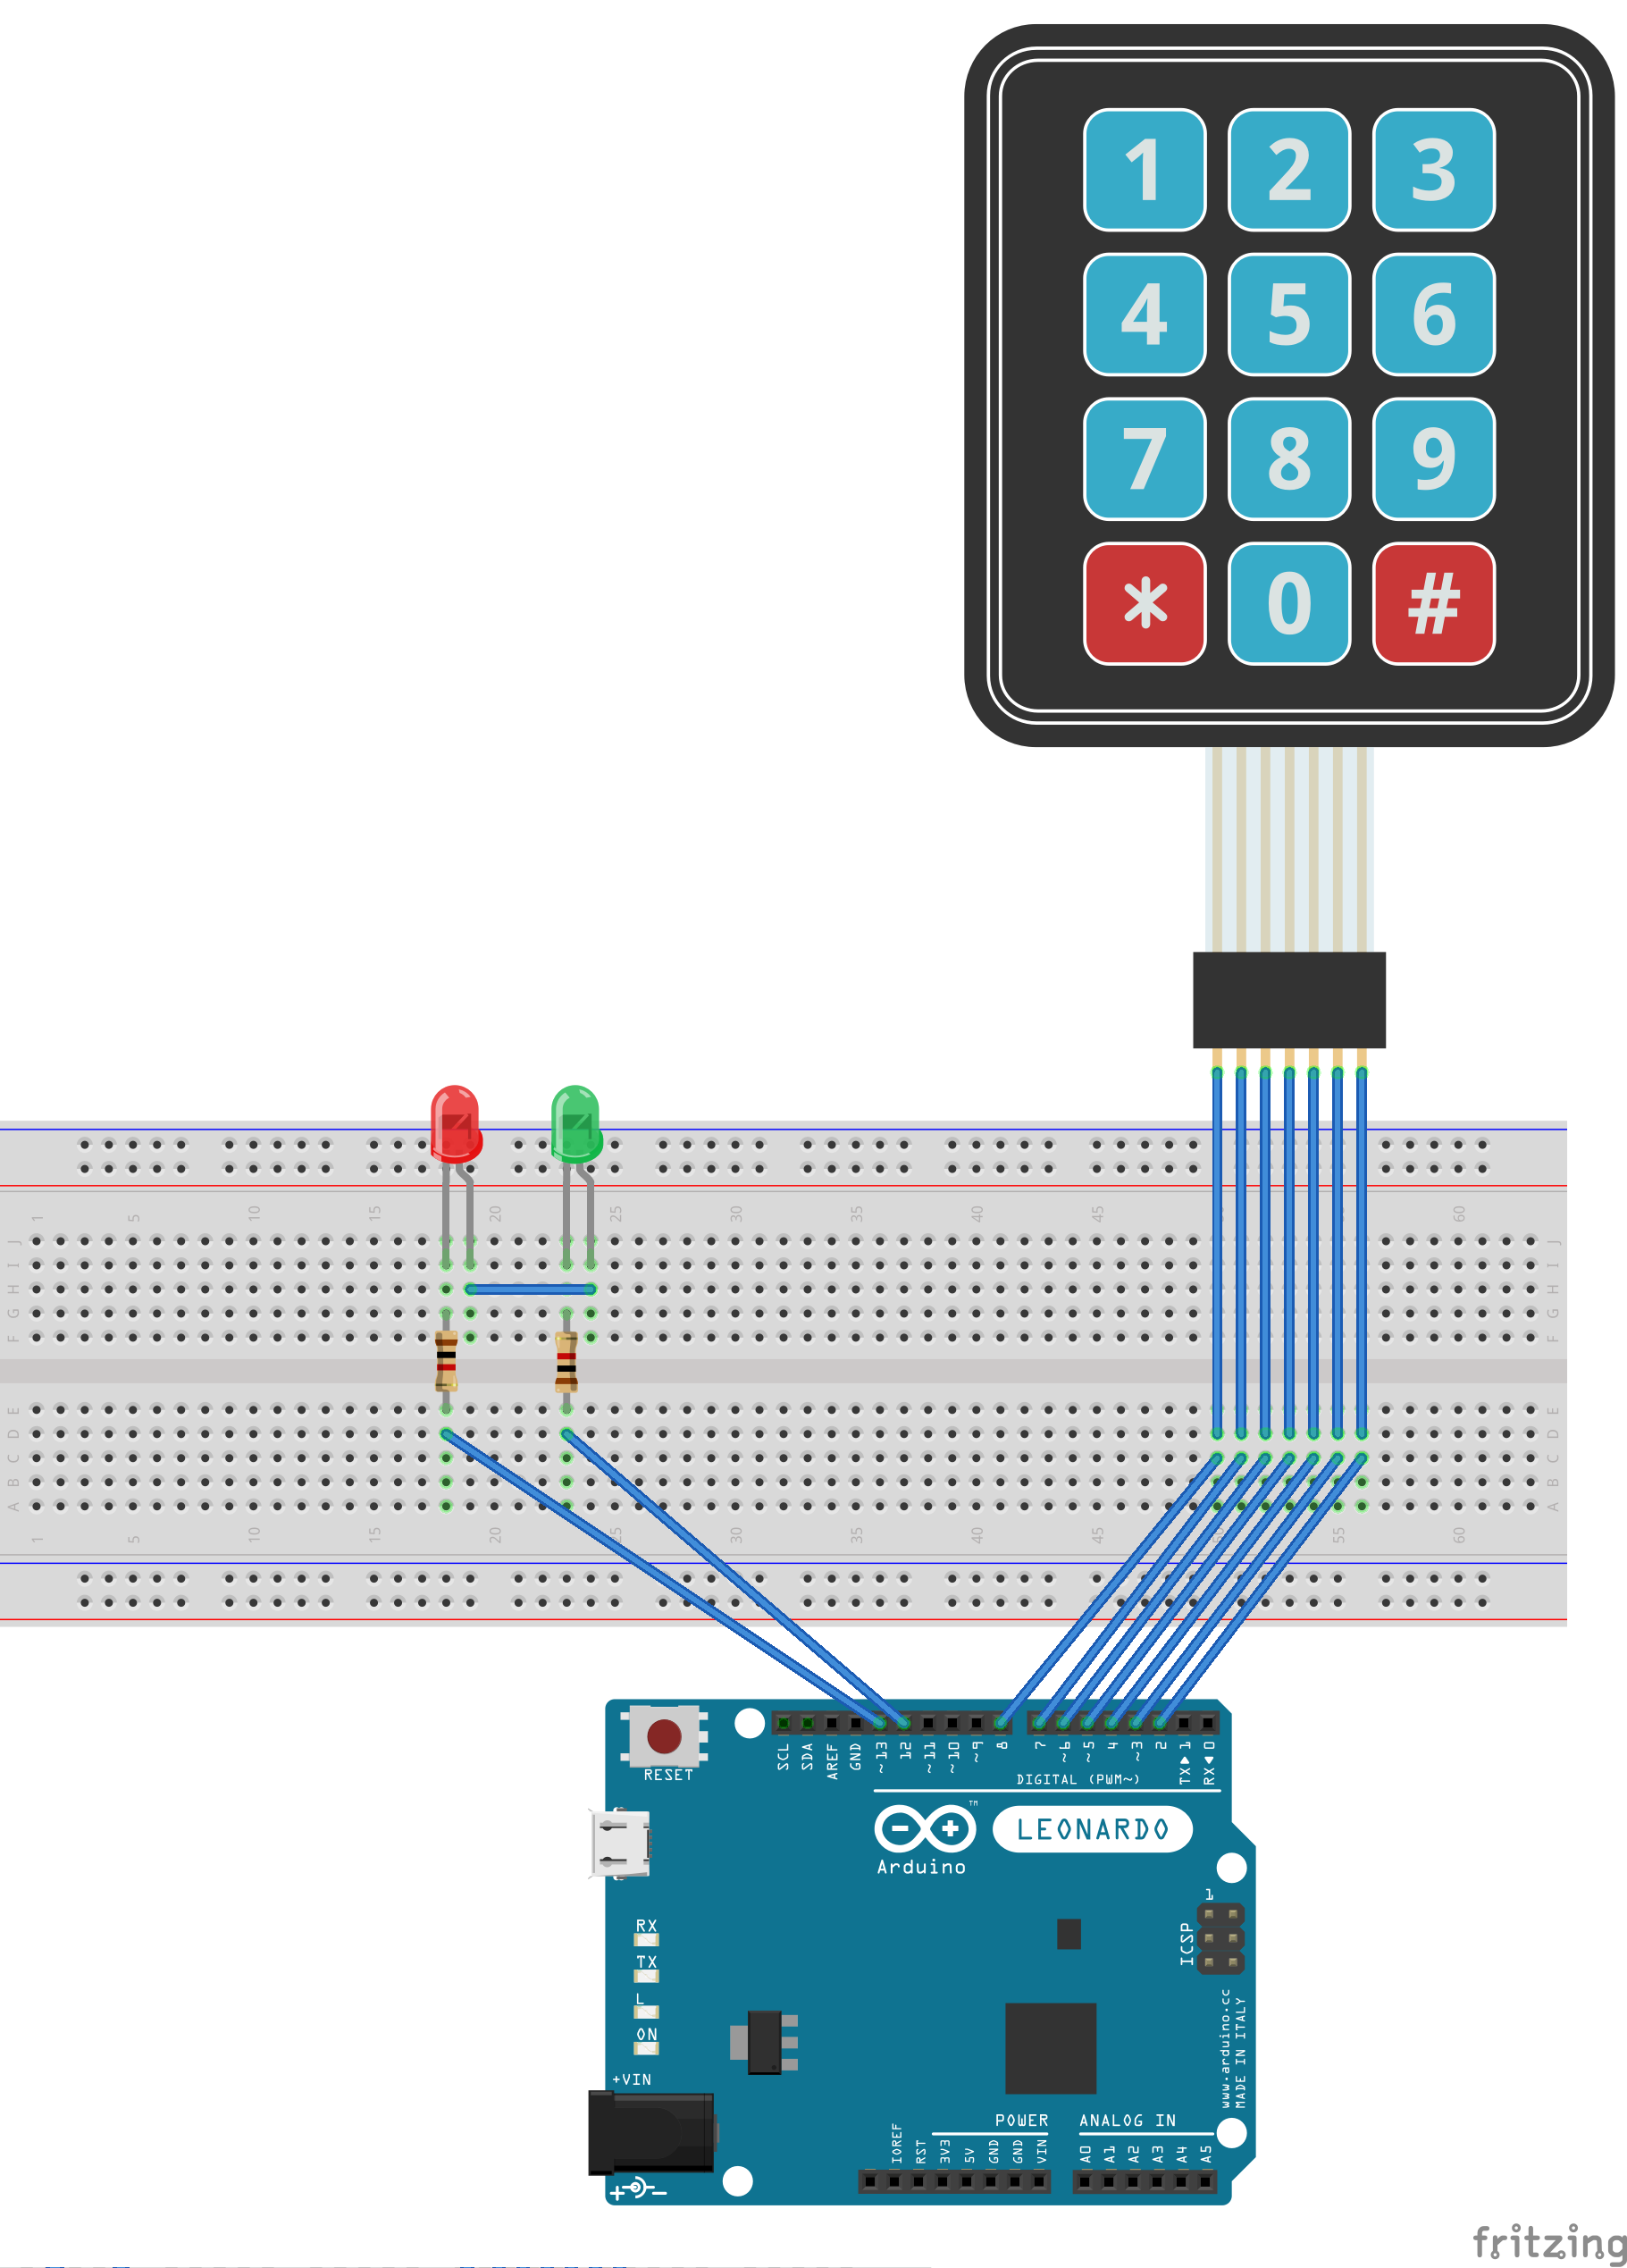 1 2 3
4 5 6
7 8 9
* 0 #
1 5 10 15 20 25 30 35 40 45 60
J J
I I
H H
G G
F F
E E
D D
C C
B B
A A
1 5 10 15 20 25 30 35 40 45 50 55 60
SCL SDA AREF GND ~13 12 ~11 ~10 ~9 8 7 ~6 ~5 4 ~3 2 TX▶1 RX◀0
RESET
DIGITAL (PWM~)
TM
LEONARDO
Arduino
1
ICSP
RX
TX
L
ON
www.arduino.cc
MADE IN ITALY
+VIN
POWER ANALOG IN
IOREF RST 3V3 5V GND GND VIN A0 A1 A2 A3 A4 A5
fritzing